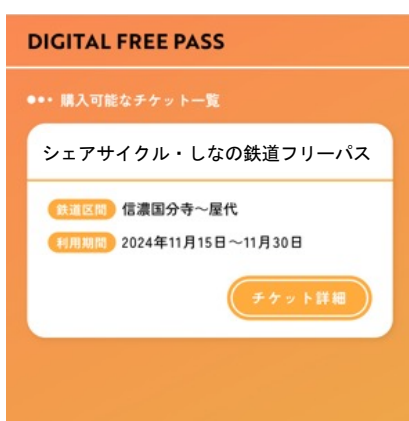 DIGITAL FREE PASS
購入可能なチケット一覧
シェアサイクル・しなの鉄道フリーパス
鉄道区間 信濃国分寺～屋代
利用期間 2024年11月15日～11月30日
チケット詳細